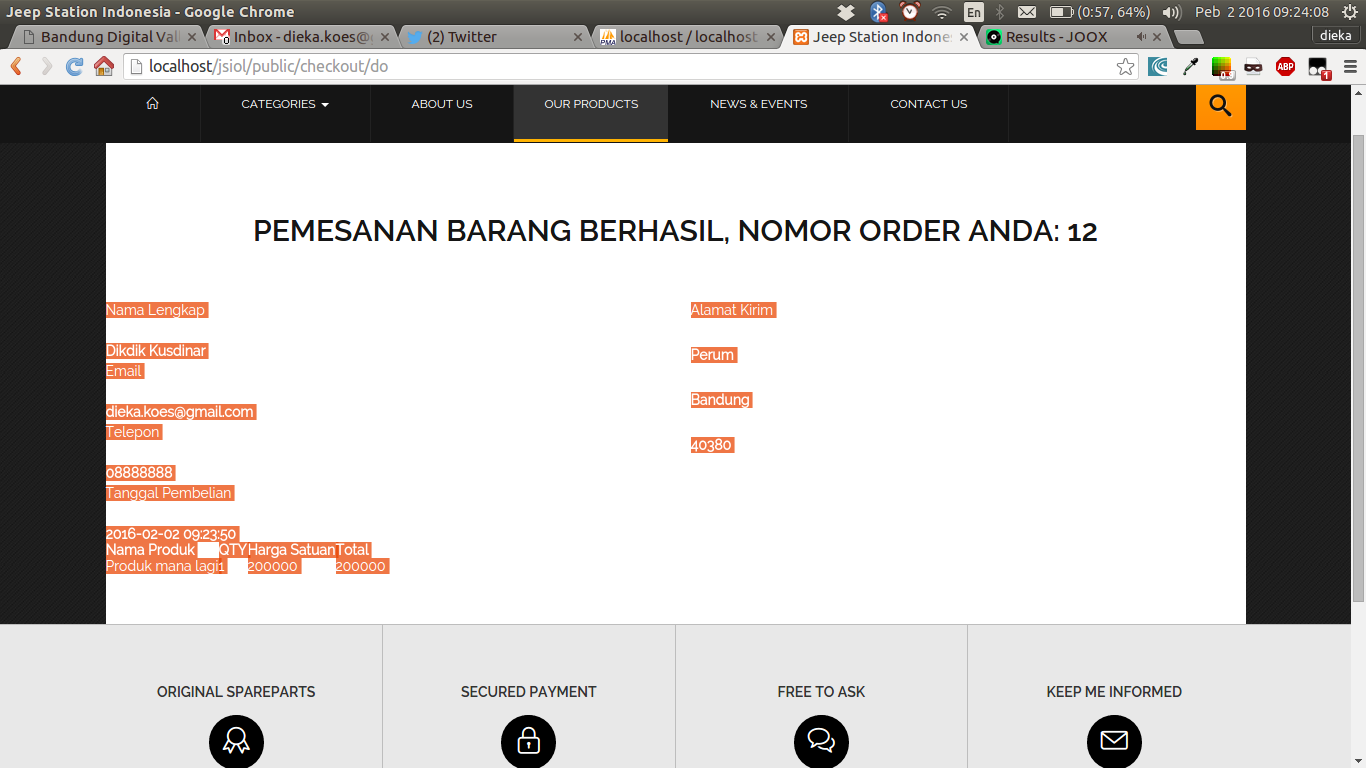 Jeep Station Indonesia - Google Chrome
En
(0:57, 64%)
Peb 2 2016 09:24:08
Bandung Digital Vall
Inbox - dieka.koes@g
(2) Twitter
localhost / localhost
Jeep Station Indones
Results - JOOX
dieka
localhost/jsiol/public/checkout/do
ABP
1
CATEGORIES
ABOUT US
OUR PRODUCTS
NEWS & EVENTS
CONTACT US
PEMESANAN BARANG BERHASIL, NOMOR ORDER ANDA: 12
Nama Lengkap
Dikdik Kusdinar
Email
dieka.koes@gmail.com
Telepon
08888888
Tanggal Pembelian
2016-02-02 09:23:50
Alamat Kirim
Perum
Bandung
40380
Nama Produk QTY Harga Satuan Total
Produk mana lagi 1 200000 200000
ORIGINAL SPAREPARTS
SECURED PAYMENT
FREE TO ASK
KEEP ME INFORMED